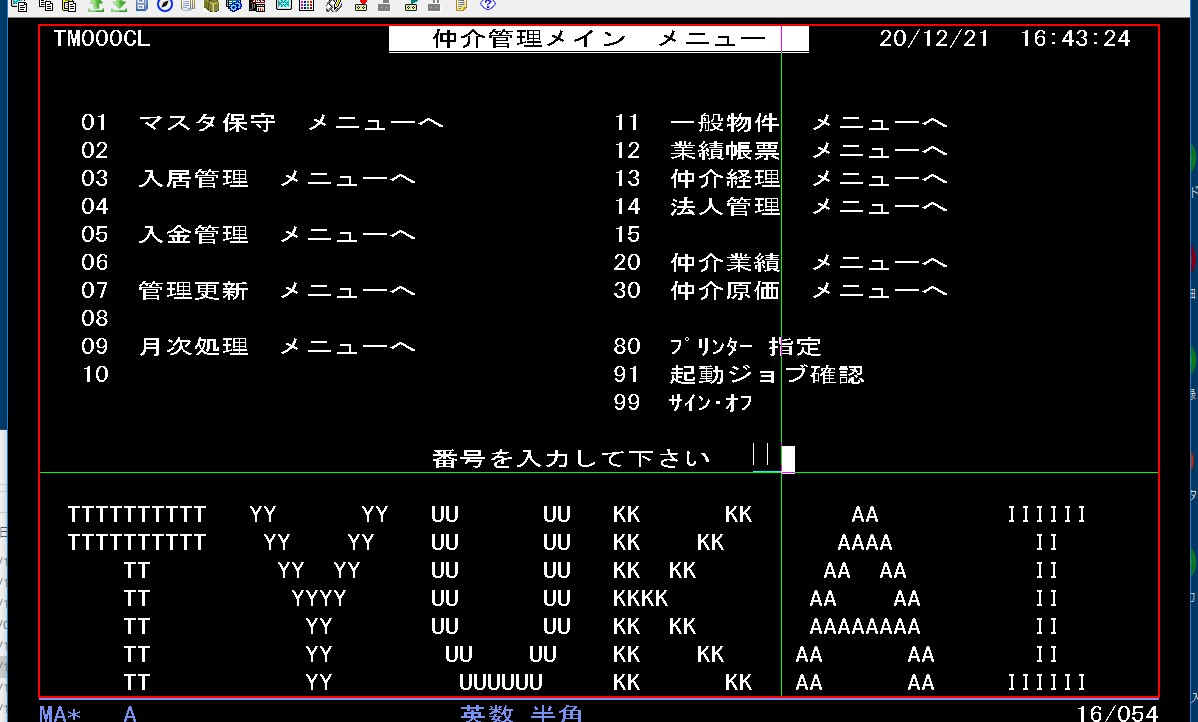 TM000CL 仲介管理メイン メニュー 20/12/21 16:43:24
01 マスタ保守 メニューへ 11 一般物件 メニューへ
02 12 業績帳票 メニューへ
03 入居管理 メニューへ 13 仲介経理 メニューへ
04 14 法人管理 メニューへ
05 入金管理 メニューへ 15
06 20 仲介業績 メニューへ
07 管理更新 メニューへ 30 仲介原価 メニューへ
08
09 月次処理 メニューへ 80 プリンター 指定
10 91 起動ジョブ確認
99 サイン・オフ
番号を入力して下さい
TTTTTTTTTT YY YY UU UU KK KK AA IIIIII
TTTTTTTTTT YY YY UU UU KK KK AAAA II
TT YY YY UU UU KK KK AA AA II
TT YYYY UU UU KKKK AA AA II
TT YY UU UU KK KK AAAAAAAA II
TT YY UU UU KK KK AA AA II
TT YY UUUUUU KK KK AA AA IIIIII
MA* A 英数 半角 16/054